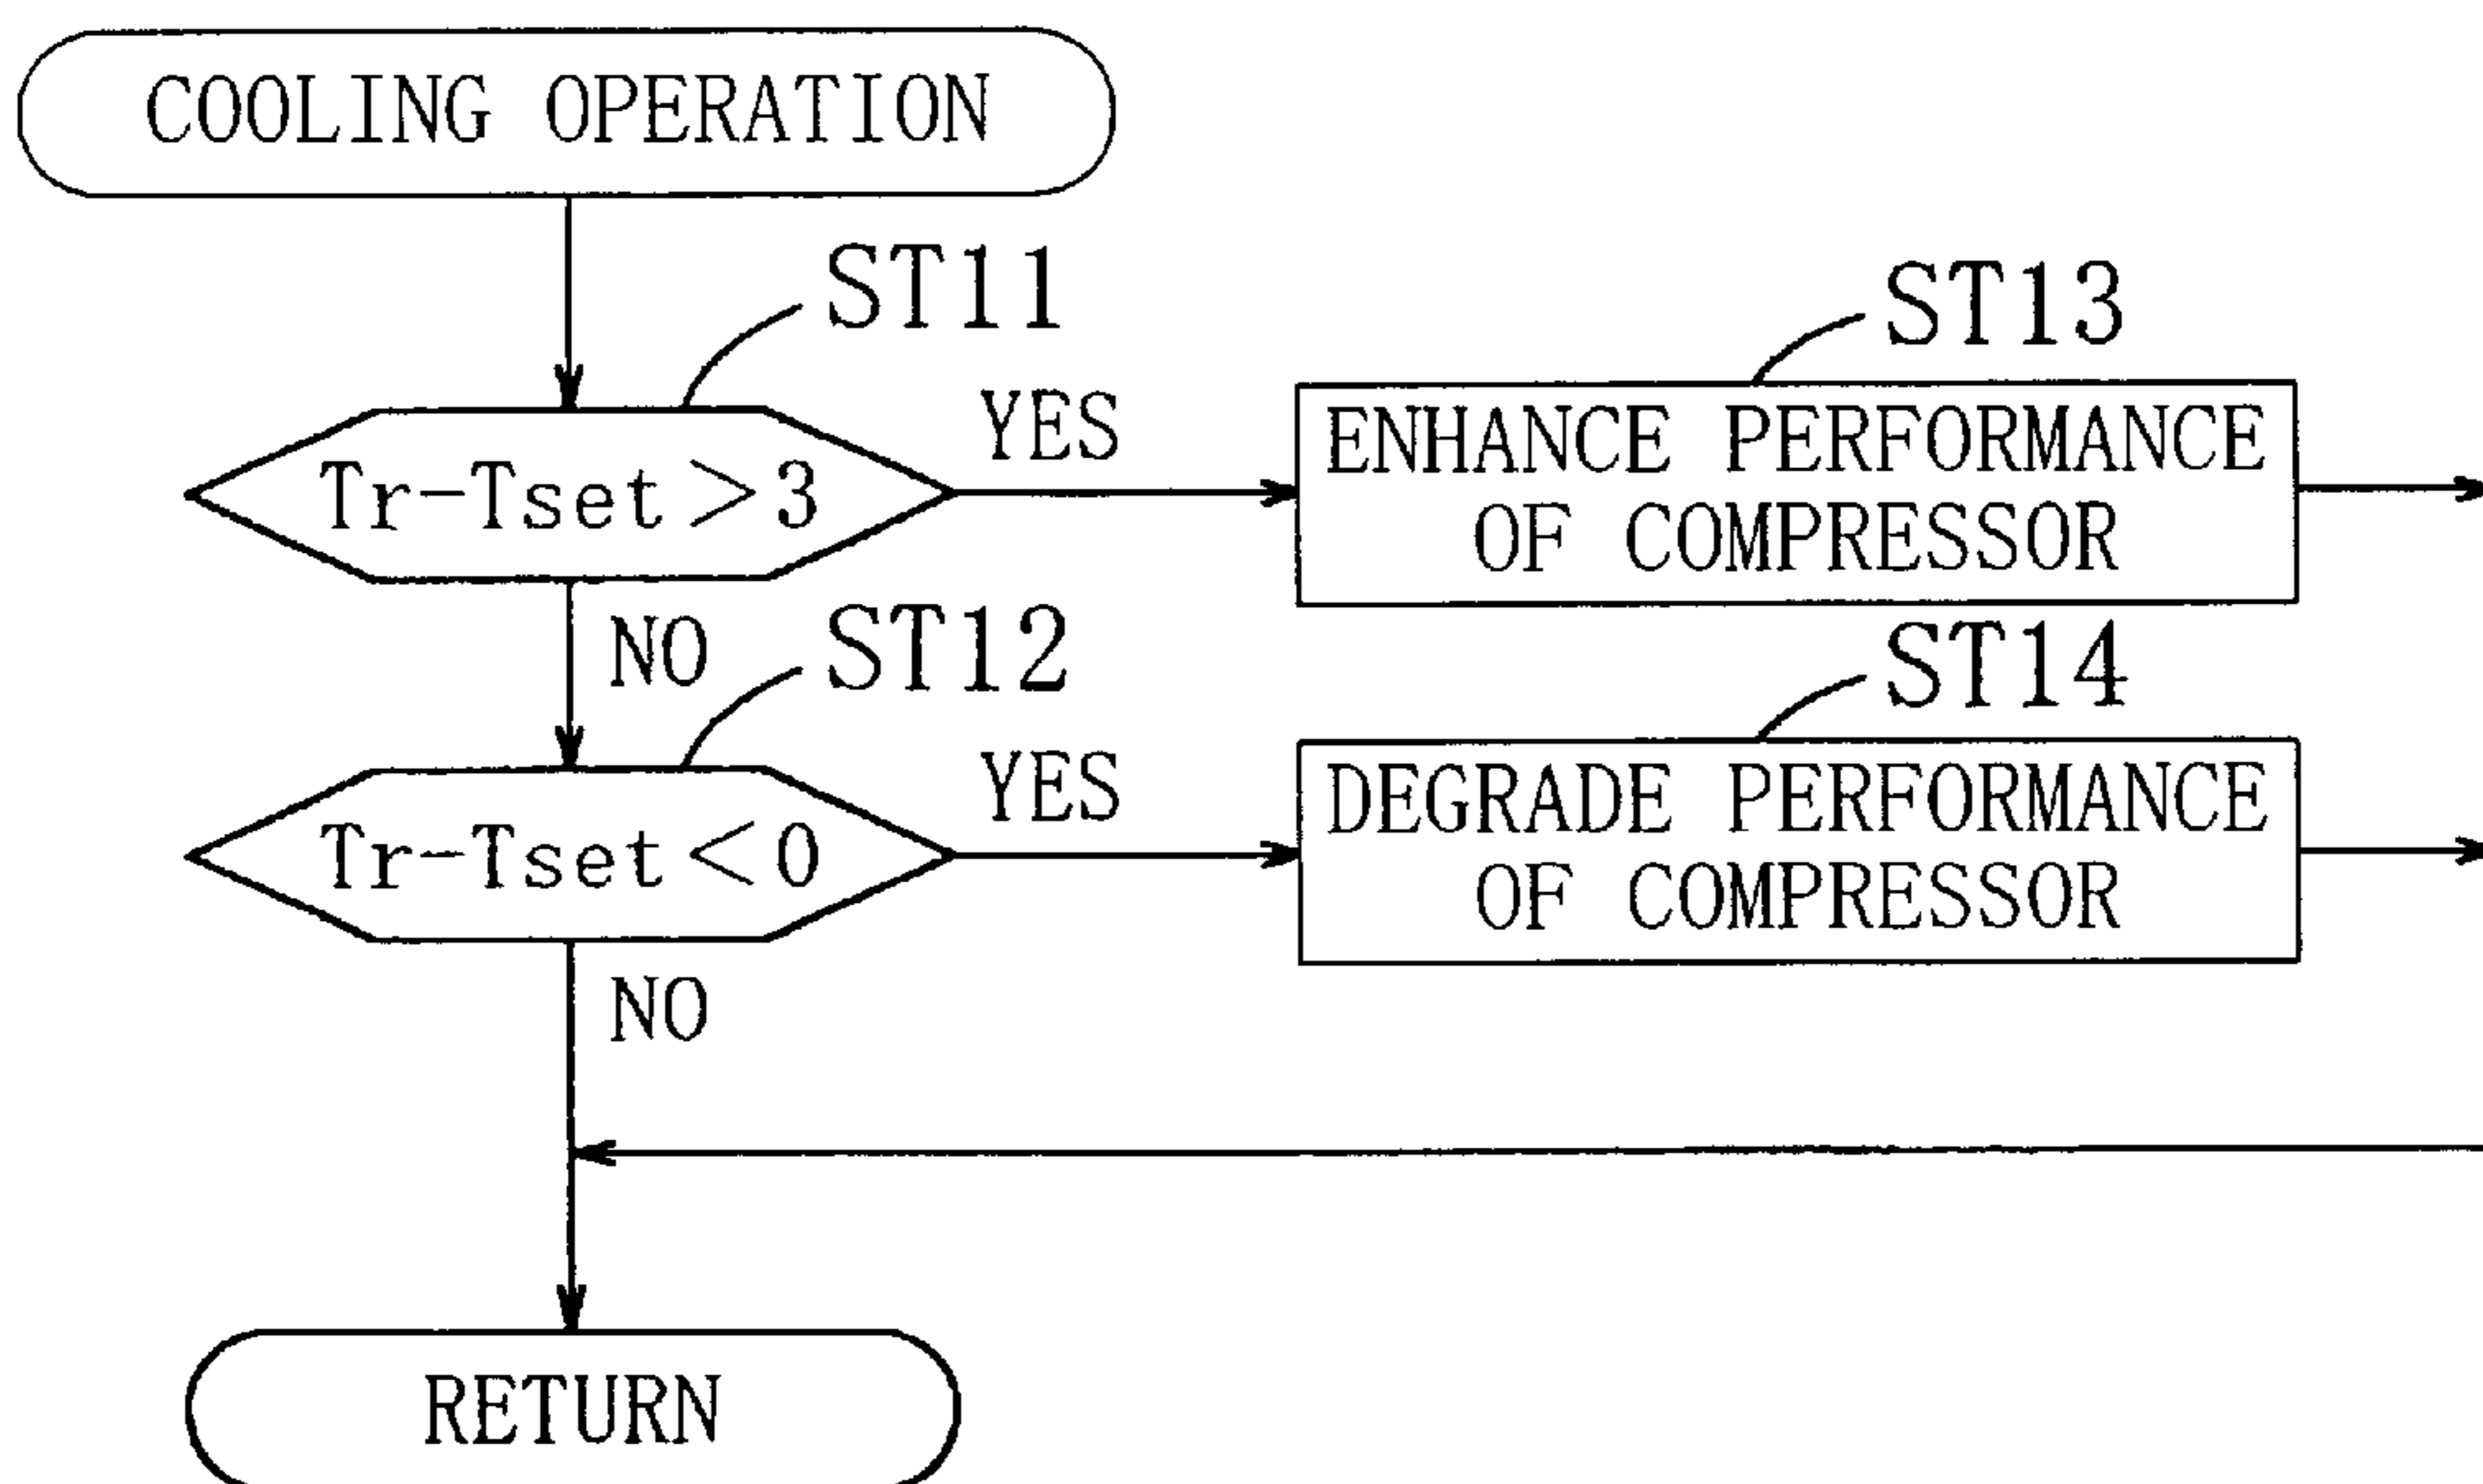 COOLING OPERATION
ST11
Tr-Tset>3
YES
ST13
ENHANCE PERFORMANCE
OF COMPRESSOR
NO
ST12
Tr-Tset<0
YES
ST14
DEGRADE PERFORMANCE
OF COMPRESSOR
NO
RETURN